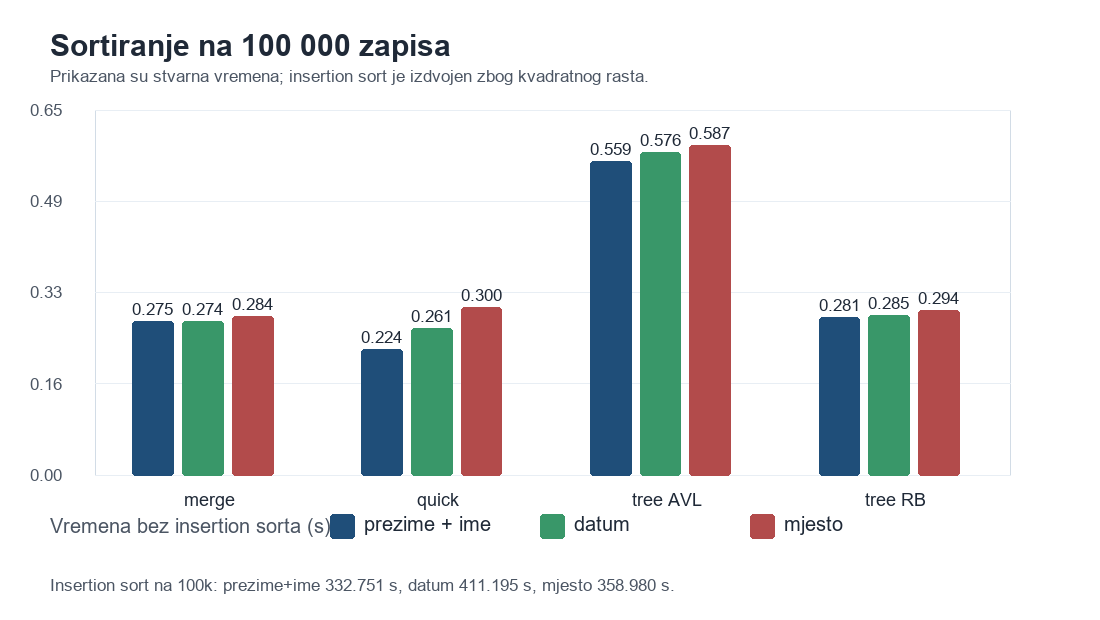 Sortiranje na 100 000 zapisa
Prikazana su stvarna vremena; insertion sort je izdvojen zbog kvadratnog rasta.
0.65
0.49
0.33
0.16
0.00
0.275 0.274 0.284
0.224 0.261 0.300
0.559 0.576 0.587
0.281 0.285 0.294
merge quick tree AVL tree RB
Vremena bez insertion sorta (s) prezime + ime datum mjesto
Insertion sort na 100k: prezime+ime 332.751 s, datum 411.195 s, mjesto 358.980 s.